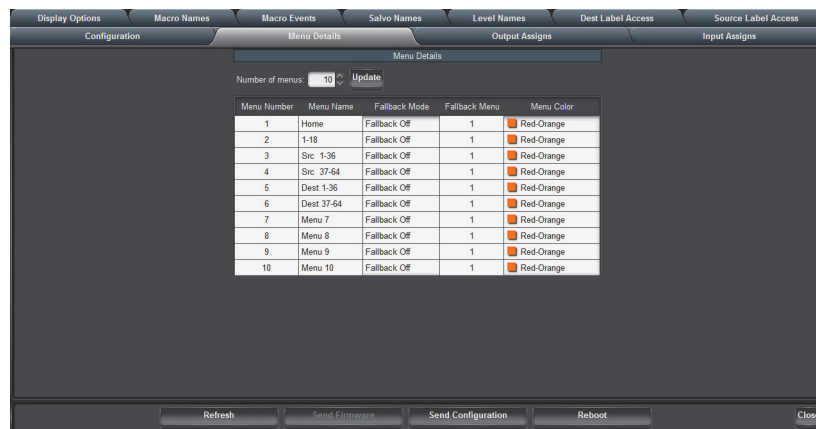 Display Options Macro Names Macro Events Salvo Names Level Names Dest Label Access Source Label Access
Configuration Menu Details Output Assigns Input Assigns
Menu Details
Number of menus: 10 Update
Menu Number Menu Name Fallback Mode Fallback Menu Menu Color
1 Home Fallback Off 1 Red-Orange
2 1-18 Fallback Off 1 Red-Orange
3 Src 1-36 Fallback Off 1 Red-Orange
4 Src 37-64 Fallback Off 1 Red-Orange
5 Dest 1-36 Fallback Off 1 Red-Orange
6 Dest 37-64 Fallback Off 1 Red-Orange
7 Menu 7 Fallback Off 1 Red-Orange
8 Menu 8 Fallback Off 1 Red-Orange
9 Menu 9 Fallback Off 1 Red-Orange
10 Menu 10 Fallback Off 1 Red-Orange
Refresh Send Firmware Send Configuration Reboot Clos